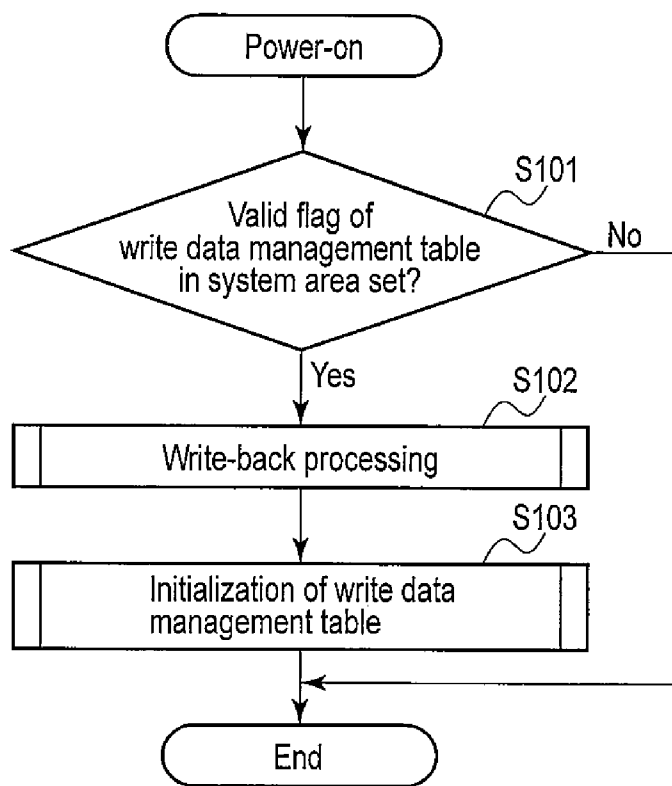 Power-on
S101
Valid flag of
write data management table
in system area set?
No
Yes
S102
Write-back processing
S103
Initialization of write data
management table
End